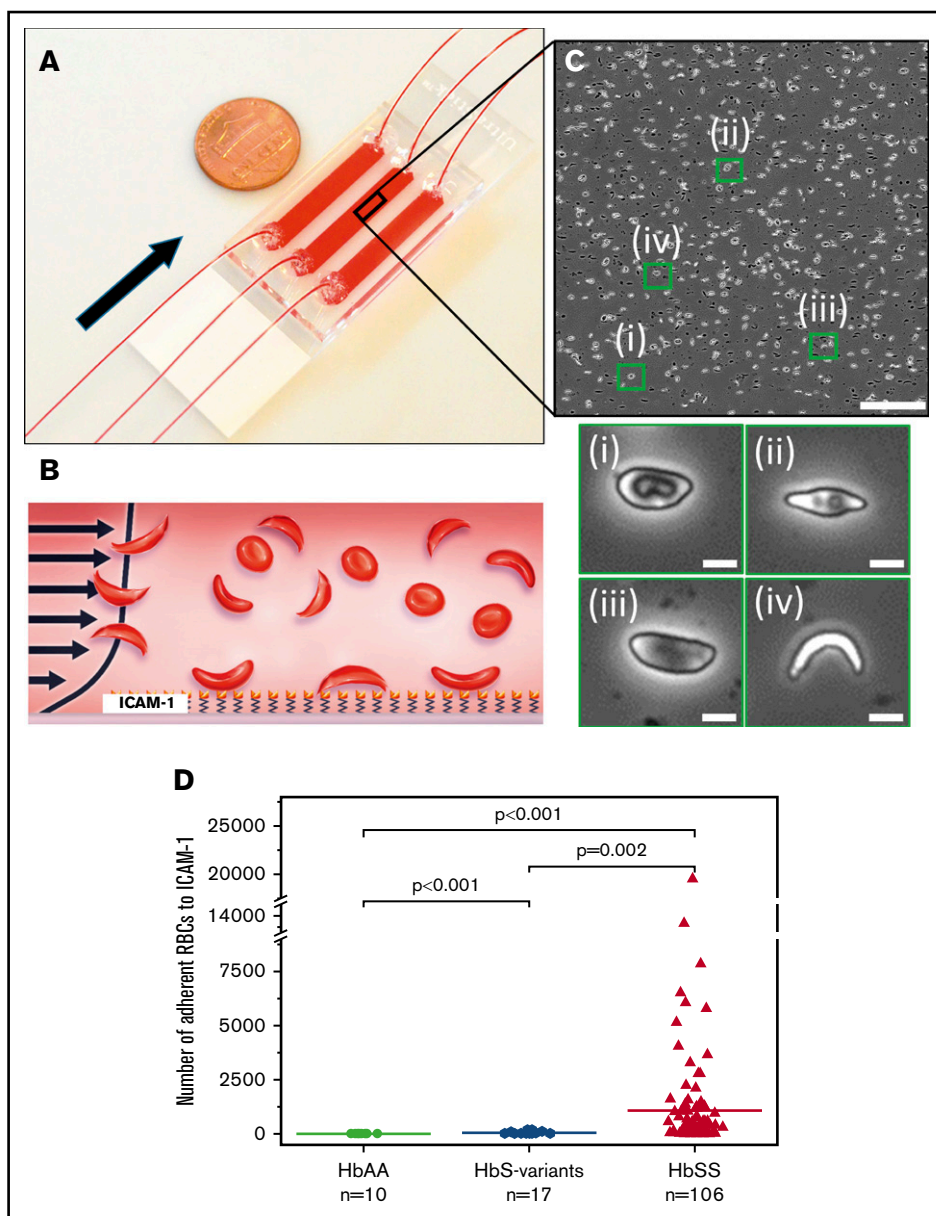 A
C
(ii)
(iv)
(iii)
(i)
B
ICAM-1
(i)
(ii)
(iii)
(iv)
D
Number of adherent RBCs to ICAM-1
25000
20000
14000
7500
5000
2500
0
p<0.001
p=0.002
p<0.001
HbAA
HbS-variants
HbSS
n=10
n=17
n=106